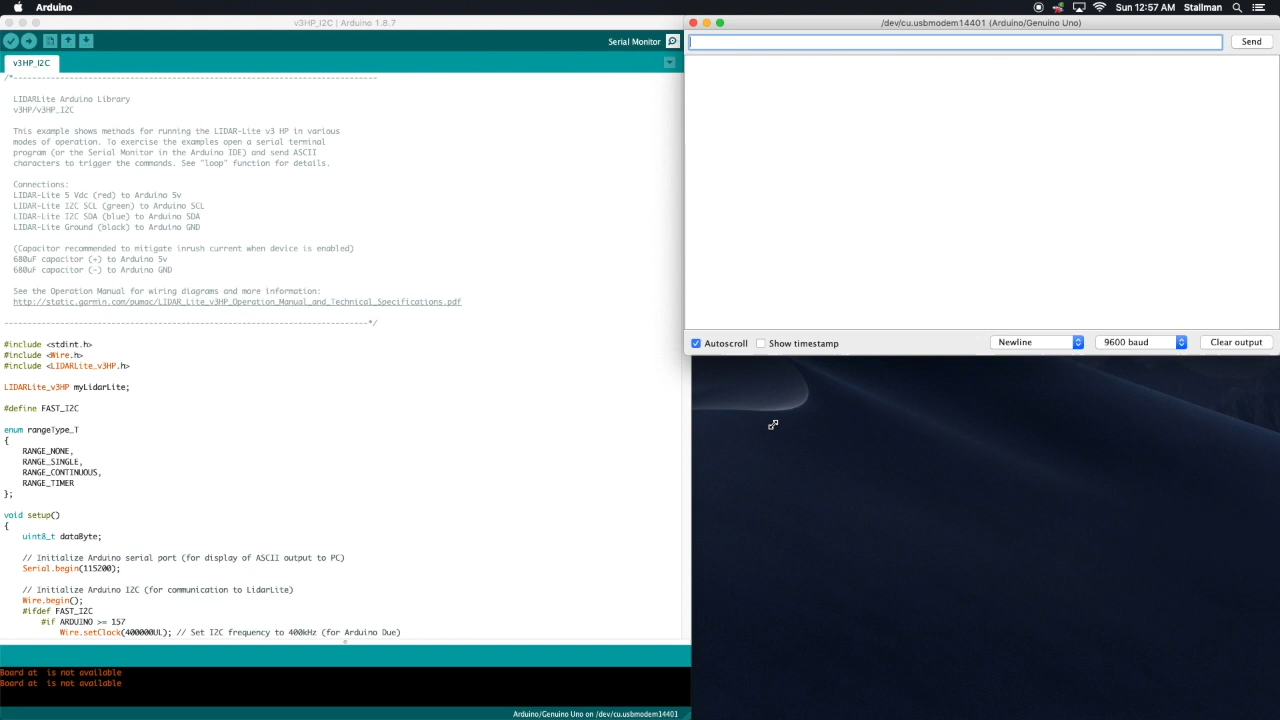 Arduino
Sun 12:57 AM Stallman
v3HP_I2C | Arduino 1.8.7
Serial Monitor
v3HP_I2C
/*------------------------------------------------------------------------------
LIDARLite Arduino Library
v3HP/v3HP_I2C
This example shows methods for running the LIDAR-Lite v3 HP in various
modes of operation. To exercise the examples open a serial terminal
program (or the Serial Monitor in the Arduino IDE) and send ASCII
characters to trigger the commands. See "loop" function for details.
Connections:
LIDAR-Lite 5 Vdc (red) to Arduino 5v
LIDAR-Lite I2C SCL (green) to Arduino SCL
LIDAR-Lite I2C SDA (blue) to Arduino SDA
LIDAR-Lite Ground (black) to Arduino GND
(Capacitor recommended to mitigate inrush current when device is enabled)
680uF capacitor (+) to Arduino 5v
680uF capacitor (-) to Arduino GND
See the Operation Manual for wiring diagrams and more information:
http://static.garmin.com/pumac/LIDAR_Lite_v3HP_Operation_Manual_and_Technical_Specifications.pdf
------------------------------------------------------------------------------*/
#include <stdint.h>
#include <Wire.h>
#include <LIDARLite_v3HP.h>
LIDARLite_v3HP myLidarLite;
#define FAST_I2C
enum rangeType_T
{
RANGE_NONE,
RANGE_SINGLE,
RANGE_CONTINUOUS,
RANGE_TIMER
};
void setup()
{
uint8_t dataByte;
// Initialize Arduino serial port (for display of ASCII output to PC)
Serial.begin(115200);
// Initialize Arduino I2C (for communication to LidarLite)
Wire.begin();
#ifdef FAST_I2C
#if ARDUINO >= 157
Wire.setClock(400000UL); // Set I2C frequency to 400kHz (for Arduino Due)
Board at  is not available
Board at  is not available
Arduino/Genuino Uno on /dev/cu.usbmodem14401
/dev/cu.usbmodem14401 (Arduino/Genuino Uno)
Send
Autoscroll Show timestamp Newline 9600 baud Clear output